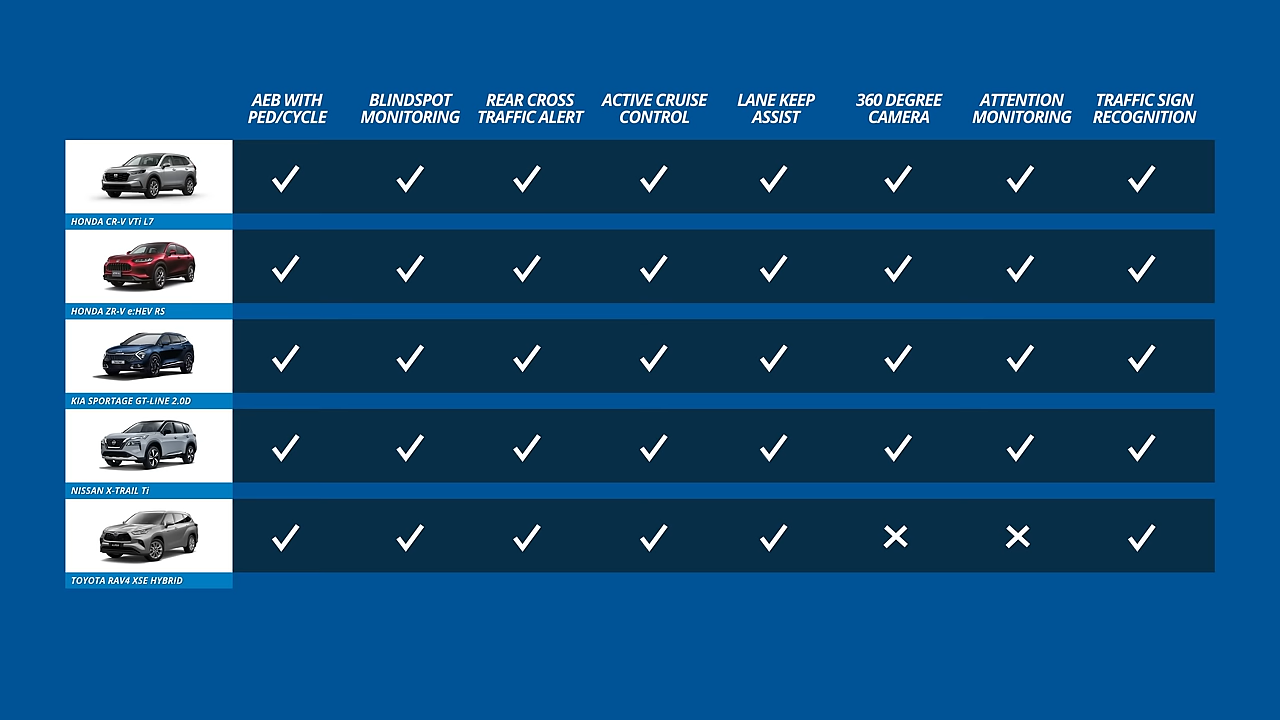 AEB WITH
PED/CYCLE
BLINDSPOT
MONITORING
REAR CROSS
TRAFFIC ALERT
ACTIVE CRUISE
CONTROL
LANE KEEP
ASSIST
360 DEGREE
CAMERA
ATTENTION
MONITORING
TRAFFIC SIGN
RECOGNITION
HONDA CR-V VTi L7
HONDA ZR-V e:HEV RS
KIA SPORTAGE GT-LINE 2.0D
NISSAN X-TRAIL Ti
TOYOTA RAV4 XSE HYBRID